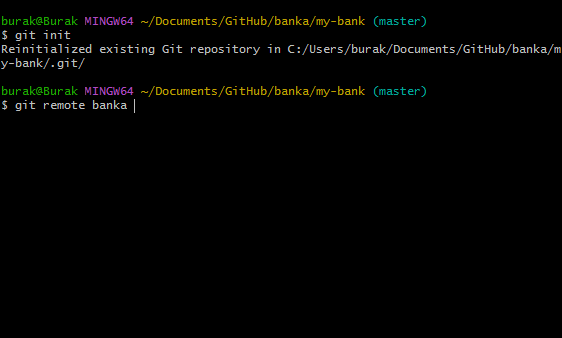 burak@Burak MINGW64 ~/Documents/GitHub/banka/my-bank (master)
$ git init
Reinitialized existing Git repository in C:/Users/burak/Documents/GitHub/banka/m
y-bank/.git/
burak@Burak MINGW64 ~/Documents/GitHub/banka/my-bank (master)
$ git remote banka